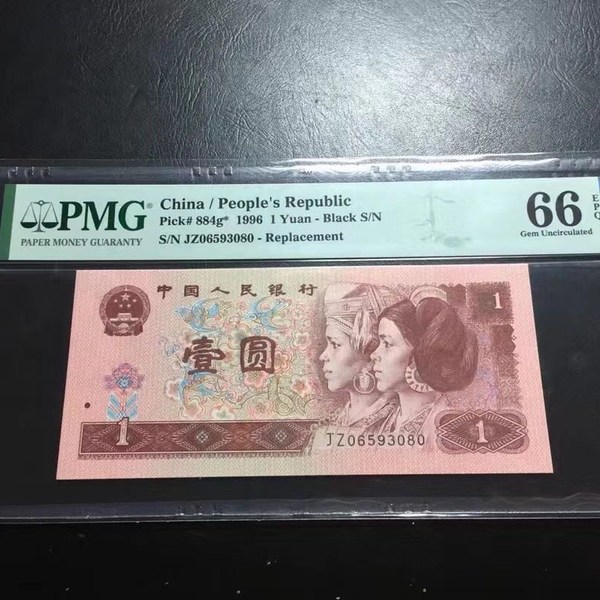 PMG
PAPER MONEY GUARANTY
China / People's Republic
Pick# 884g* 1996 1 Yuan - Black S/N
S/N JZ06593080 - Replacement
66
E
P
Q
Gem Uncirculated
中国人民银行
1
壹圆
JZ06593080
1
1